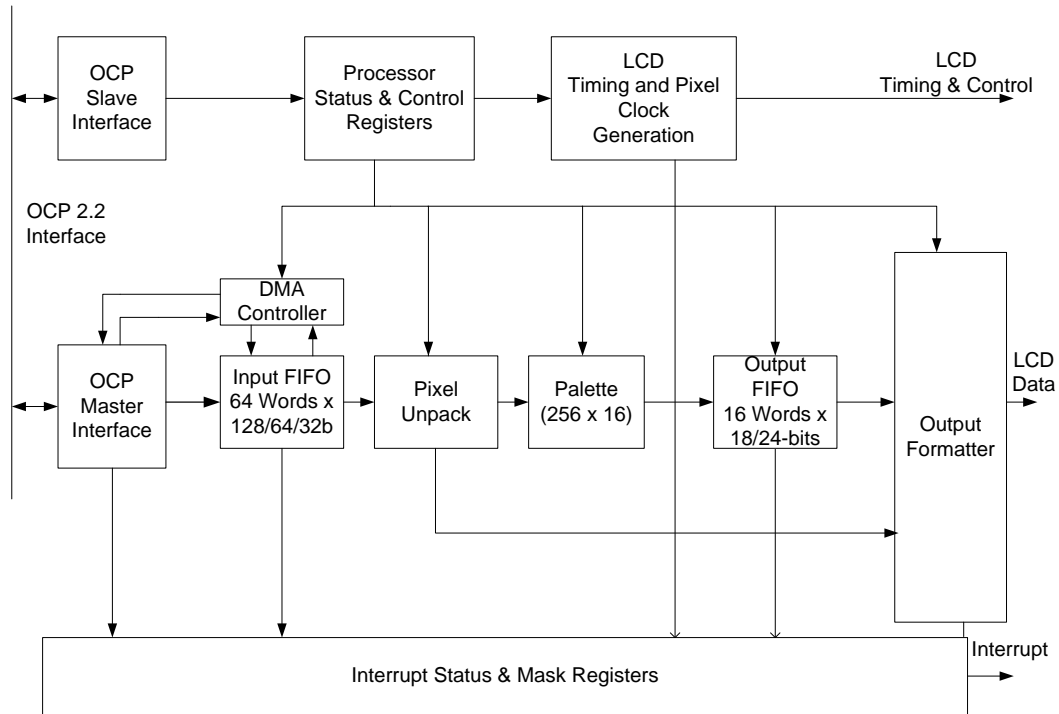 OCP
Slave
Interface
Processor
Status & Control
Registers
LCD
Timing and Pixel
Clock
Generation
LCD
Timing & Control
OCP 2.2
Interface
DMA
Controller
OCP
Master
Interface
Input FIFO
64 Words x
128/64/32b
Pixel
Unpack
Palette
(256 x 16)
Output
FIFO
16 Words x
18/24-bits
Output
Formatter
LCD
Data
Interrupt Status & Mask Registers
Interrupt